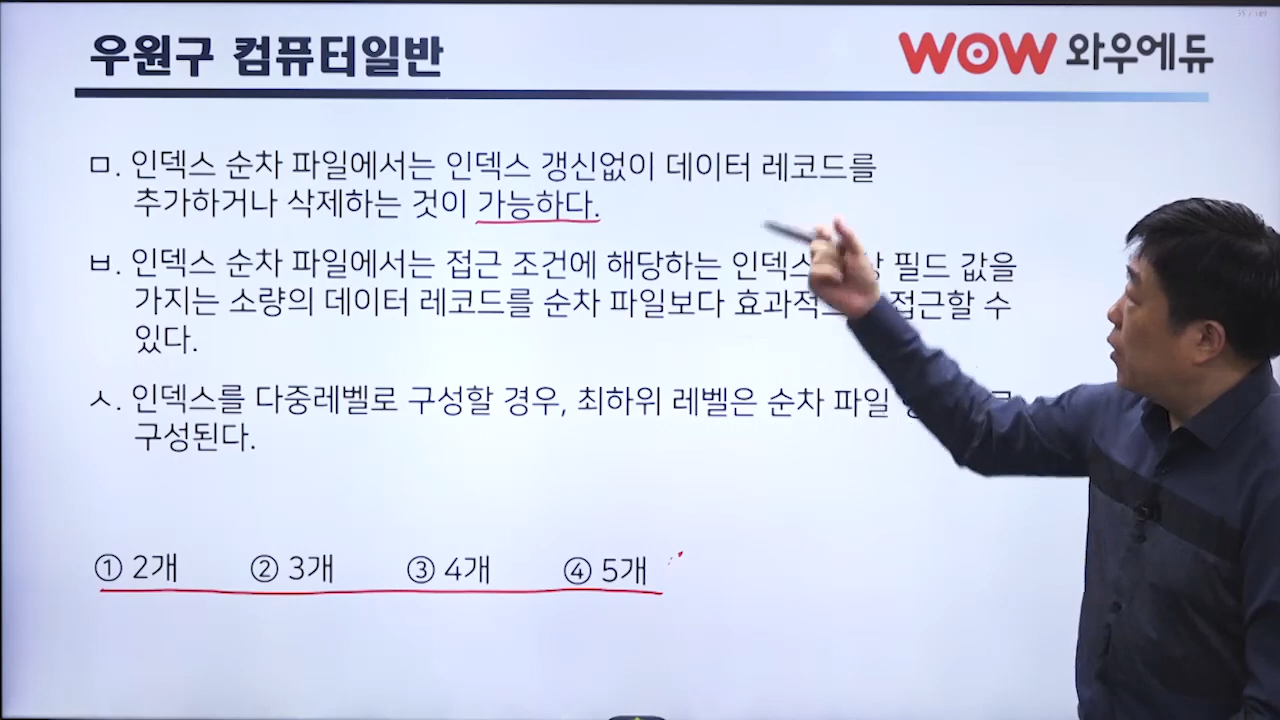 우원구 컴퓨터일반
WOW 와우에듀
ㅁ. 인덱스 순차 파일에서는 인덱스 갱신없이 데이터 레코드를
추가하거나 삭제하는 것이 가능하다.
ㅂ. 인덱스 순차 파일에서는 접근 조건에 해당하는 인덱스 필드 값을
가지는 소량의 데이터 레코드를 순차 파일보다 접근할 수
있다.
ㅅ. 인덱스를 다중레벨로 구성할 경우, 최하위 레벨은 순차 파일
구성된다.
① 2개 ② 3개 ③ 4개 ④ 5개